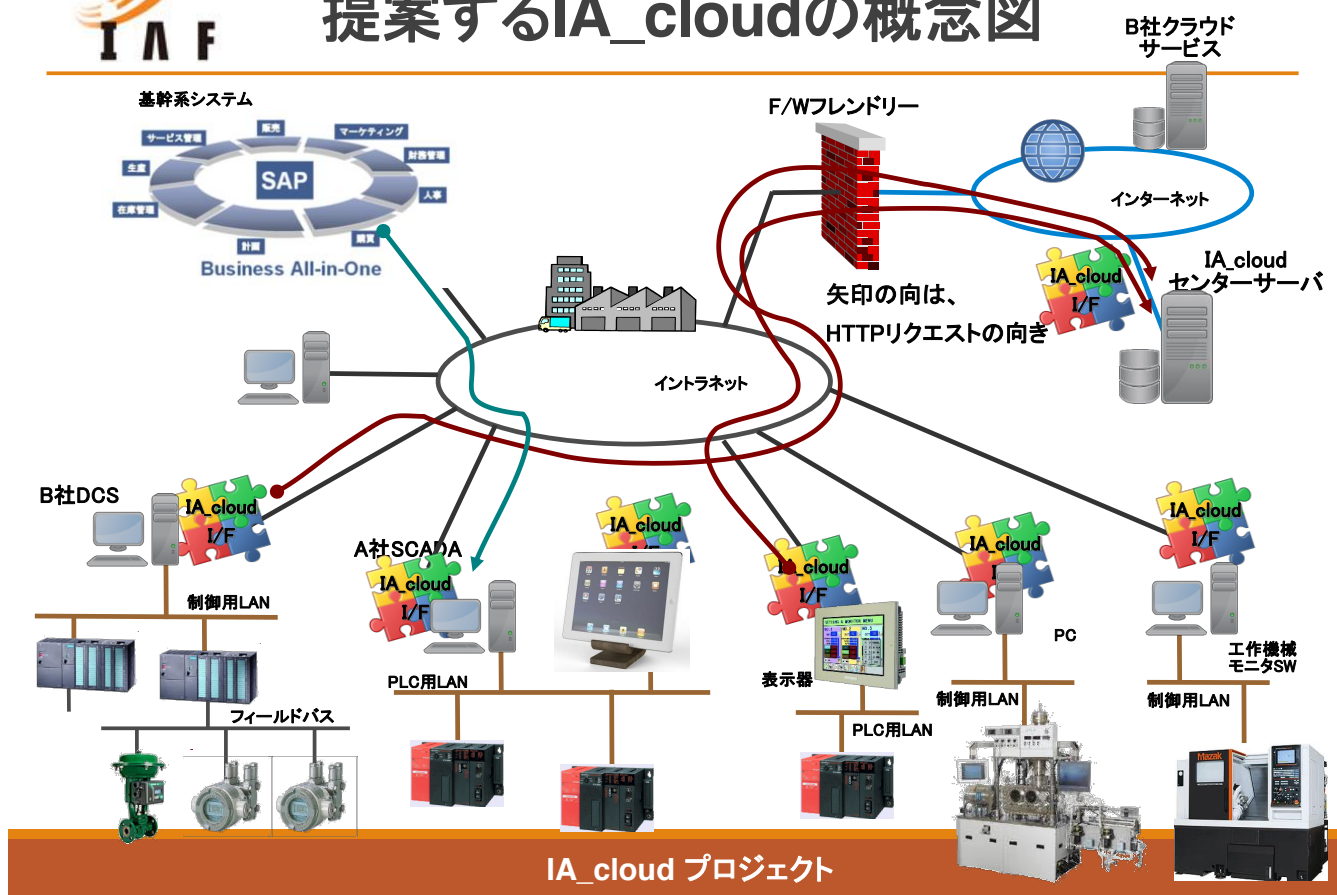 提案するIA_cloudの概念図
IAF
B社クラウド
サービス
基幹系システム
F/Wフレンドリー
販売
マーケティング
サービス管理
財務管理
生産
SAP
人事
在庫管理
計画
購買
Business All-in-One
インターネット
IA_cloud
I/F
IA_cloud
センターサーバ
矢印の向は、
HTTPリクエストの向き
イントラネット
B社DCS
IA_cloud
I/F
A社SCADA
IA_cloud
I/F
IA_cloud
I/F
IA_cloud
I/F
IA_cloud
IA_cloud
I/F
制御用LAN
PLC用LAN
表示器
PC
工作機械
モニタSW
制御用LAN
制御用LAN
フィールドバス
PLC用LAN
Mazak
IA_cloud プロジェクト